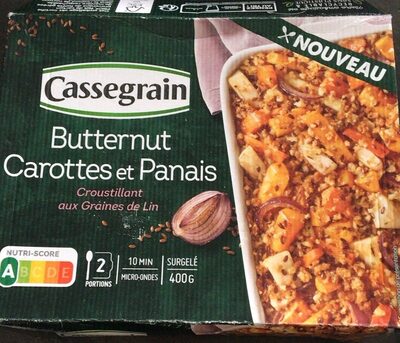 NOUVEAU
Cassegrain
Butternut
Carottes et Panais
Croustillant
aux Graines de Lin
NUTRI-SCORE
A B C D E
2
PORTIONS
10 MIN
MICRO-ONDES
SURGELÉ
400G